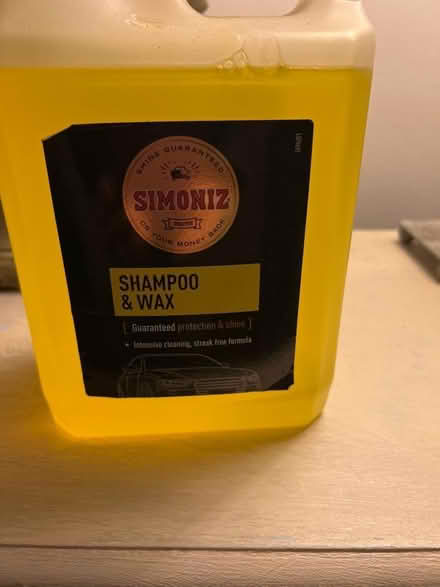 SHINE GUARANTEED
SIMONIZ
OR YOUR MONEY BACK
SHAMPOO
& WAX
[ Guaranteed protection & shine ]
• Intensive cleaning, streak free formula